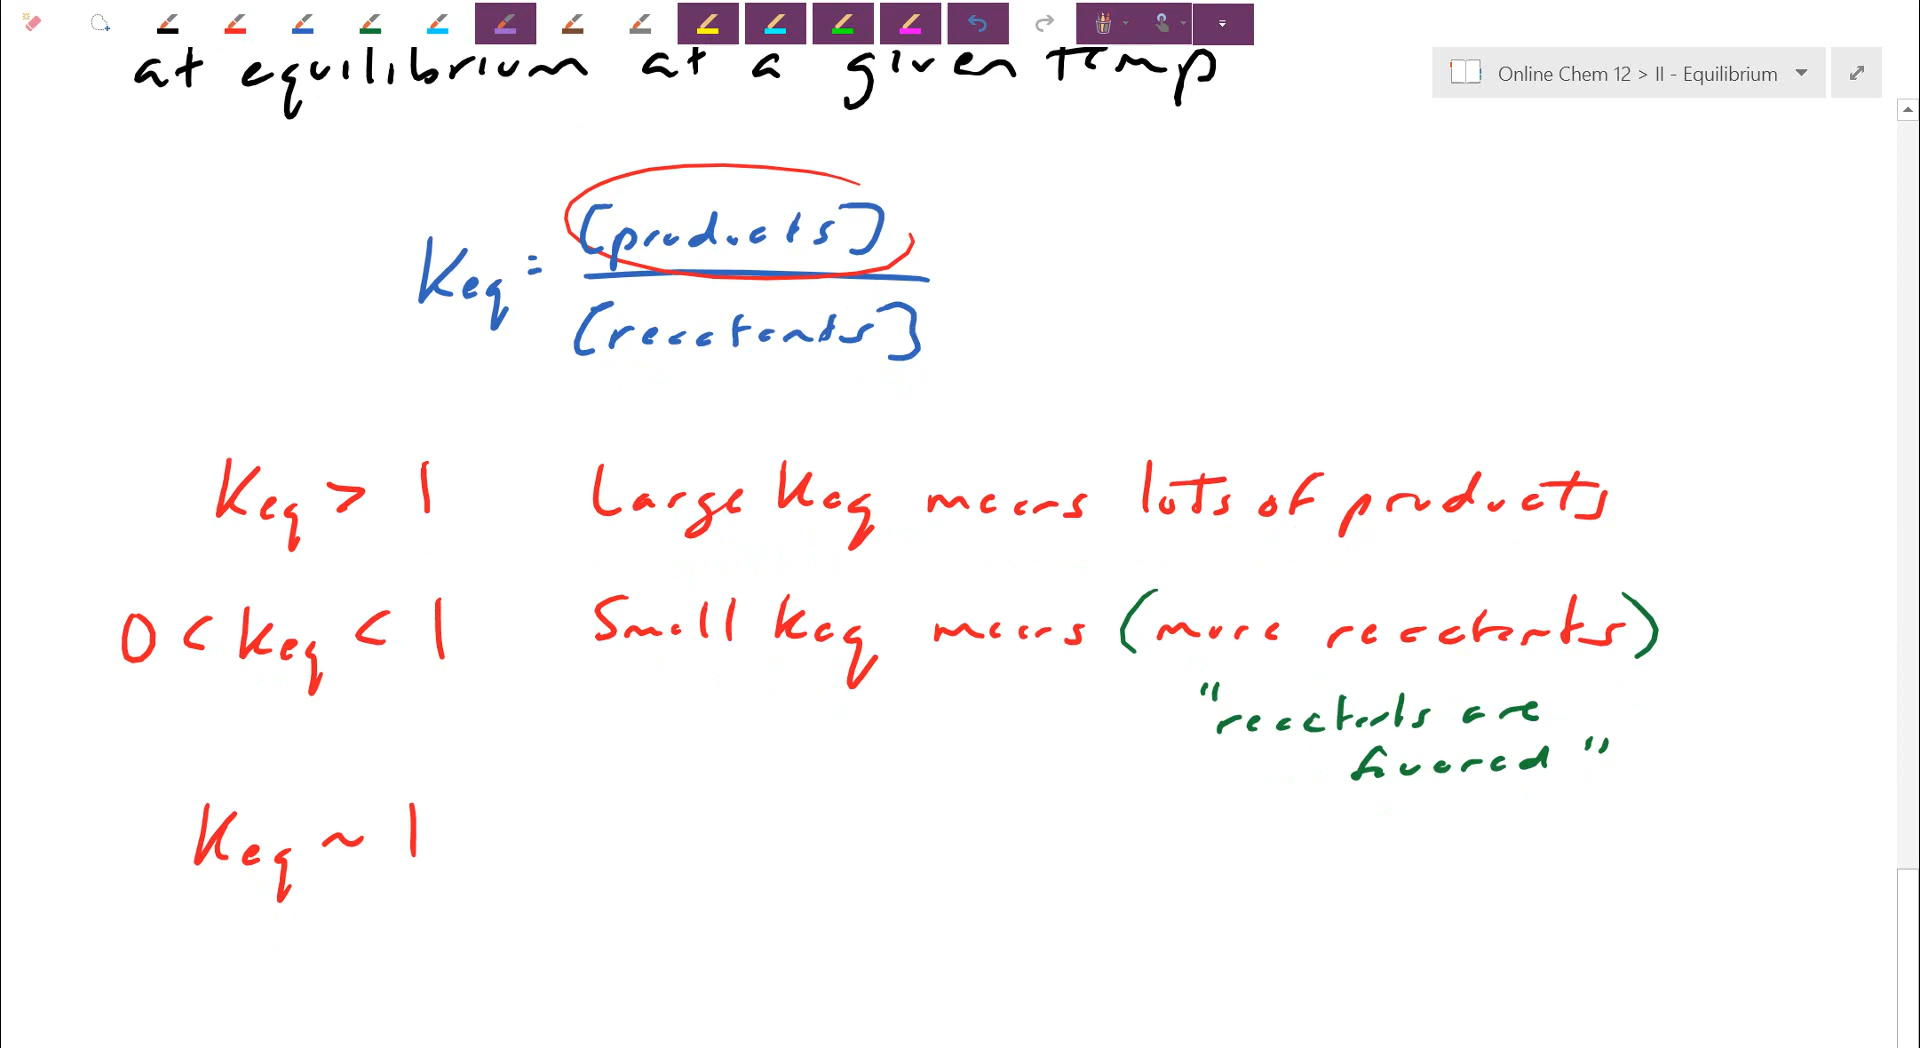 at equilibrium at a given temp
Online Chem 12 > II - Equilibrium
Keq = [products]
[reactants]
Keq > 1 Large Keq means lots of products
0 < Keq < 1 Small Keq means (more reactants)
"reactants are
favored"
Keq ~ 1